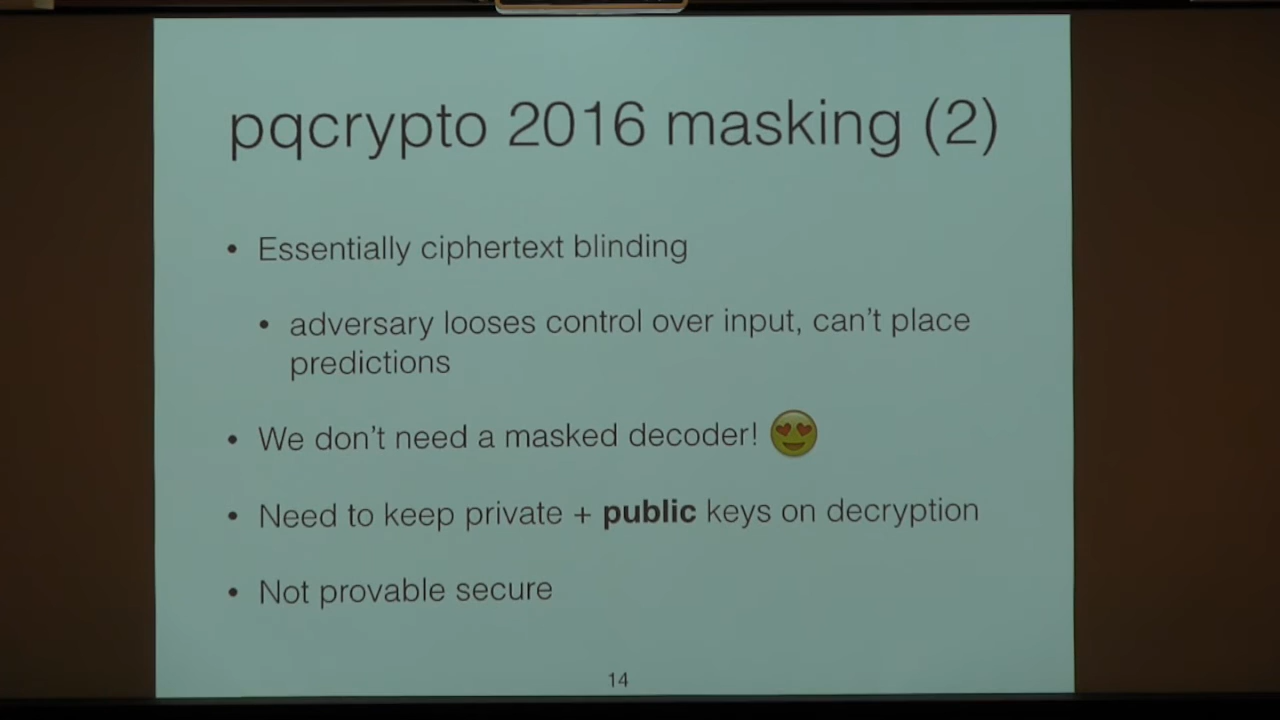 pqcrypto 2016 masking (2)
• Essentially ciphertext blinding
• adversary looses control over input, can't place
predictions
• We don't need a masked decoder! 😍
• Need to keep private + public keys on decryption
• Not provable secure
14